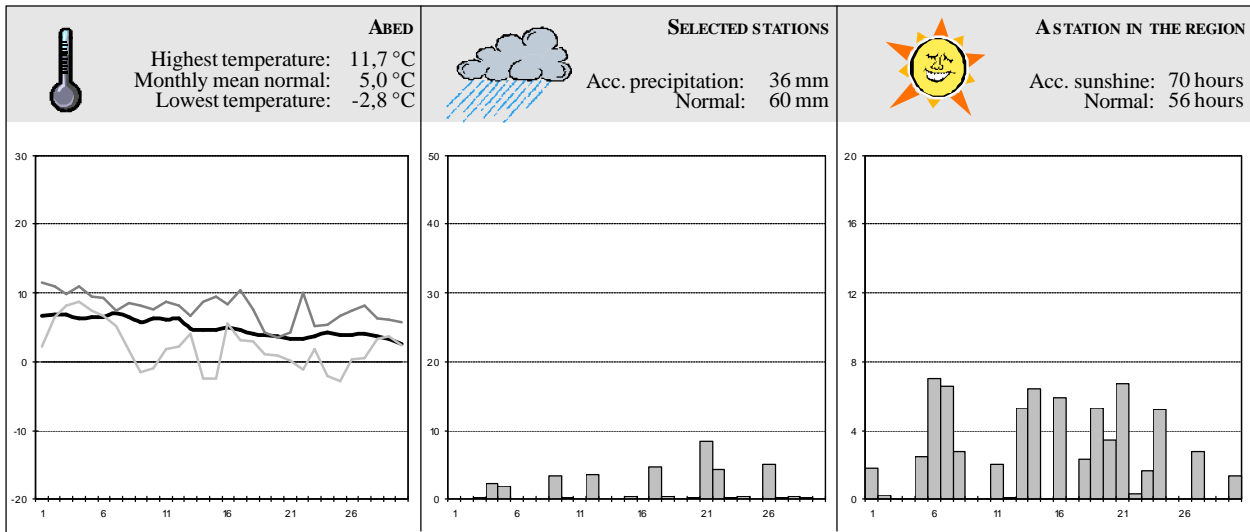 ABED
Highest temperature: 11,7 °C
Monthly mean normal: 5,0 °C
Lowest temperature: -2,8 °C
SELECTED STATIONS
Acc. precipitation: 36 mm
Normal: 60 mm
A STATION IN THE REGION
Acc. sunshine: 70 hours
Normal: 56 hours
30
20
10
0
-10
-20
1 6 11 16 21 26
50
40
30
20
10
0
1 6 11 16 21 26
20
16
12
8
4
0
1 6 11 16 21 26